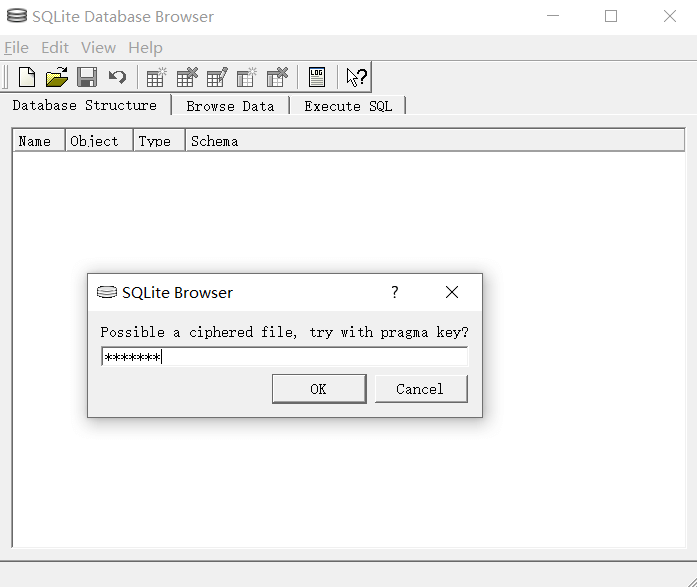 SQLite Database Browser
File Edit View Help
LOG
Database Structure Browse Data Execute SQL
Name Object Type Schema
SQLite Browser
Possible a ciphered file, try with pragma key?
*******
OK Cancel